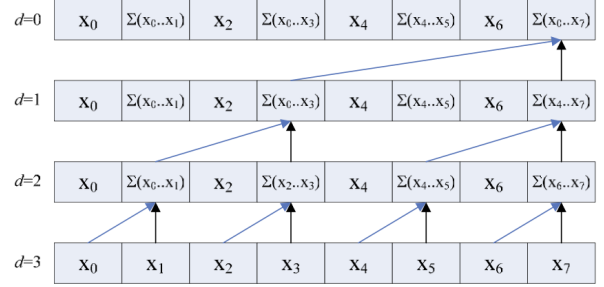 d=0 x₀ Σ(x₀..x₁) x₂ Σ(x₀..x₃) x₄ Σ(x₄..x₅) x₆ Σ(x₀..x₇)
d=1 x₀ Σ(x₀..x₁) x₂ Σ(x₀..x₃) x₄ Σ(x₄..x₅) x₆ Σ(x₄..x₇)
d=2 x₀ Σ(x₀..x₁) x₂ Σ(x₂..x₃) x₄ Σ(x₄..x₅) x₆ Σ(x₆..x₇)
d=3 x₀ x₁ x₂ x₃ x₄ x₅ x₆ x₇